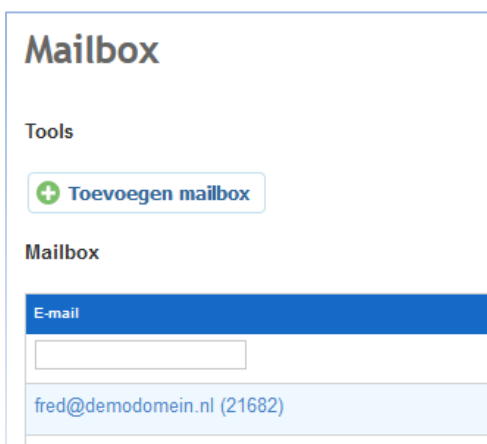 Mailbox
Tools
Toevoegen mailbox
Mailbox
E-mail
fred@demodomein.nl (21682)